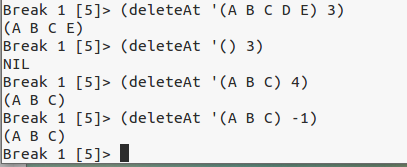 Break 1 [5]> (deleteAt '(A B C D E) 3)
(A B C E)
Break 1 [5]> (deleteAt '() 3)
NIL
Break 1 [5]> (deleteAt '(A B C) 4)
(A B C)
Break 1 [5]> (deleteAt '(A B C) -1)
(A B C)
Break 1 [5]>